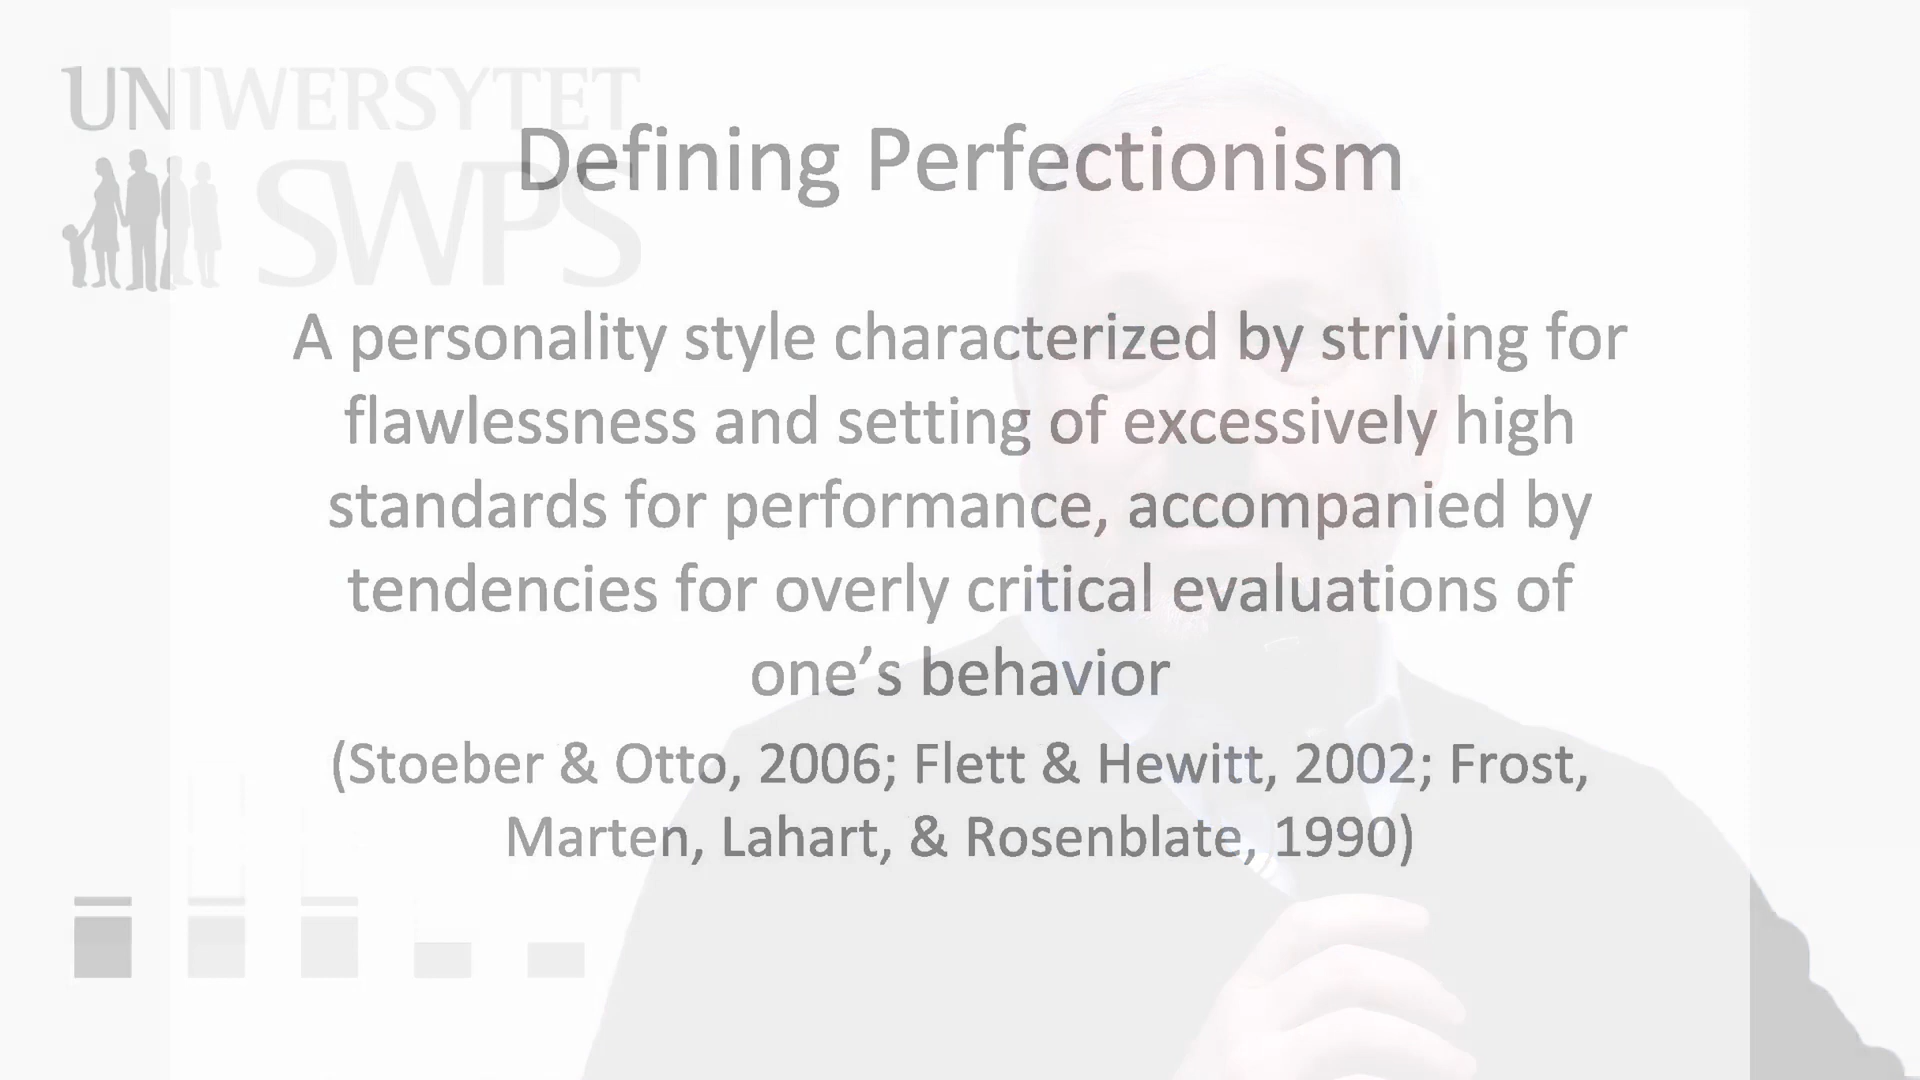 UNIWERSYTET
SWPS
Defining Perfectionism
A personality style characterized by striving for
flawlessness and setting of excessively high
standards for performance, accompanied by
tendencies for overly critical evaluations of
one’s behavior
(Stoeber & Otto, 2006; Flett & Hewitt, 2002; Frost,
Marten, Lahart, & Rosenblate, 1990)